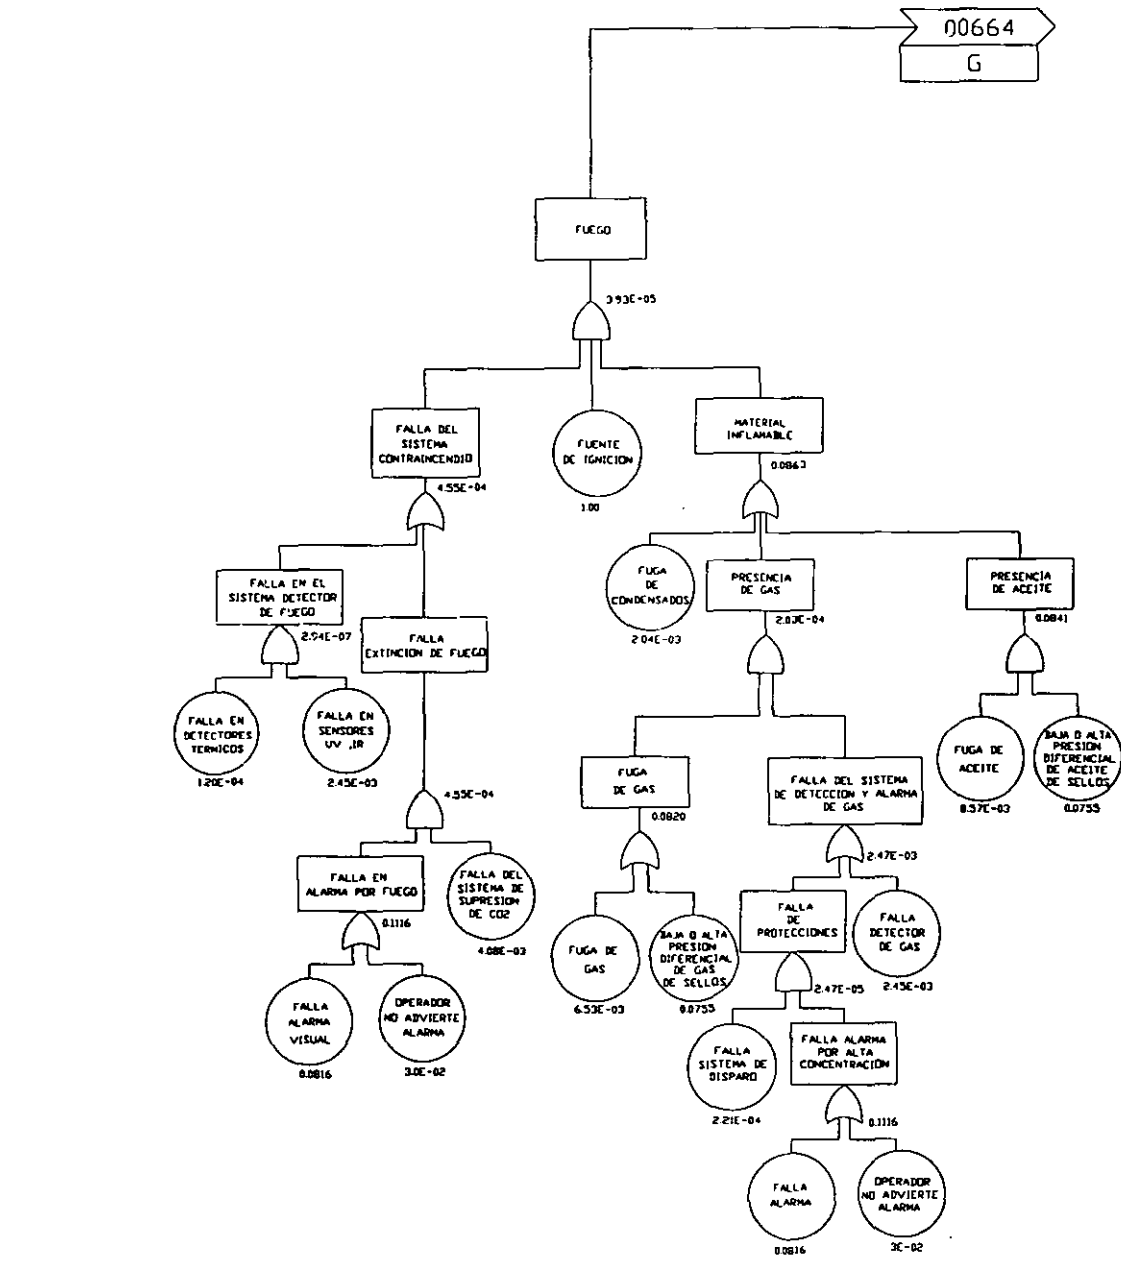 00664
G
FUEGO
3.93E-05
FALLA DEL
SISTEMA
CONTRAINCENDIO
4.55E-04
FUENTE
DE IGNICION
1.00
MATERIAL
INFLAMABLE
0.0863
FALLA EN EL
SISTEMA DETECTOR
DE FUEGO
2.94E-07
FALLA
EXTINCION DE FUEGO
FUGA
DE
CONDENSADOS
2.04E-03
PRESENCIA
DE GAS
2.03E-04
PRESENCIA
DE ACEITE
0.0841
FALLA EN
DETECTORES
TERMICOS
1.20E-04
FALLA EN
SENSORES
UV ,IR
2.45E-03
4.55E-04
FUGA
DE GAS
0.0820
FALLA DEL SISTEMA
DE DETECCION Y ALARMA
DE GAS
2.47E-03
FUGA DE
ACEITE
8.57E-03
BAJA O ALTA
PRESION
DIFERENCIAL
DE ACEITE
DE SELLOS
0.0755
FALLA EN
ALARMA POR FUEGO
0.1116
FALLA DEL
SISTEMA DE
SUPRESION
DE CO2
4.08E-03
FUGA DE
GAS
6.53E-03
BAJA O ALTA
PRESION
DIFERENCIAL
DE GAS
DE SELLOS
0.0755
FALLA
DE
PROTECCIONES
2.47E-05
FALLA
DETECTOR
DE GAS
2.45E-03
FALLA
ALARMA
VISUAL
0.0816
OPERADOR
NO ADVIERTE
ALARMA
3.0E-02
FALLA
SISTEMA DE
DISPARO
2.21E-04
FALLA ALARMA
POR ALTA
CONCENTRACIÓN
0.1116
FALLA
ALARMA
0.0816
OPERADOR
NO ADVIERTE
ALARMA
3E-02